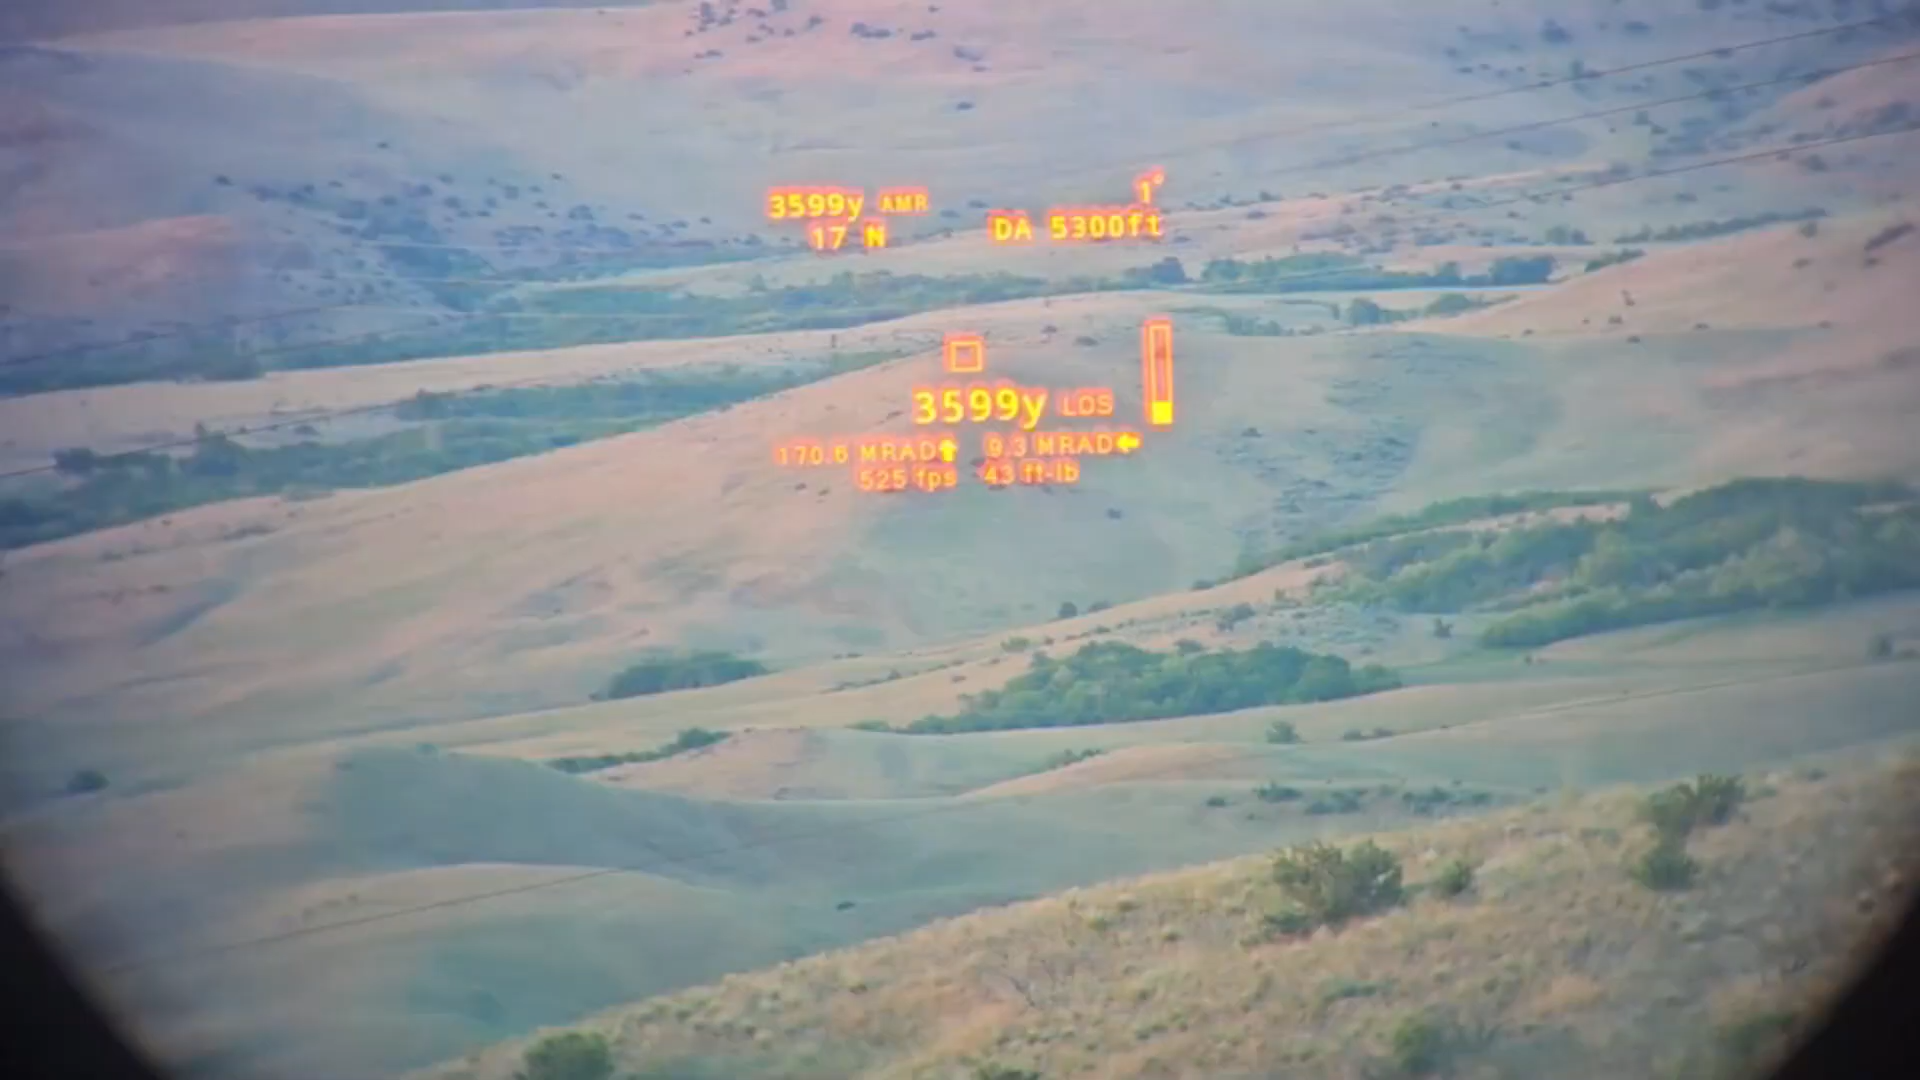 3599y AMR 1°
17 N DA 5300ft
3599y LOS
170.6 MRAD↑ 9.3 MRAD←
525 fps 43 ft-lb